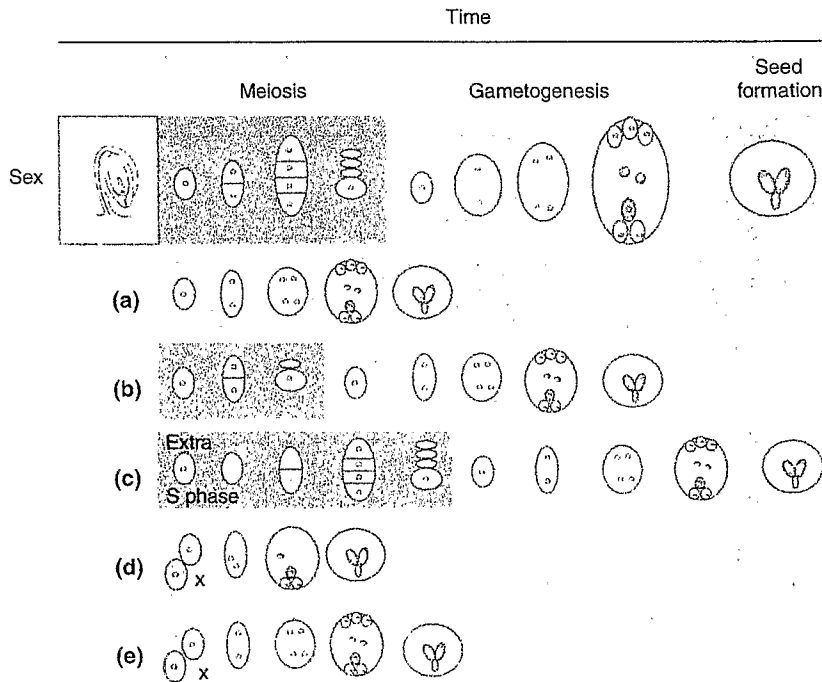 Time
Meiosis
Gametogenesis
Seed
formation
Sex
(a)
(b)
(c)
Extra
S phase
(d)
x
(e)
x